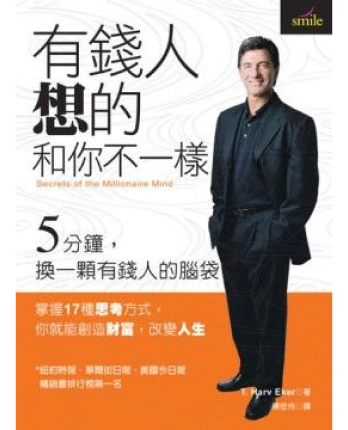 smile
有錢人
想的
和你不一樣
Secrets of the Millionaire Mind
5分鐘，
換一顆有錢人的腦袋
掌握17種思考方式，
你就能創造財富，改變人生
*紐約時報、華爾街日報、美國今日報
暢銷書排行榜第一名
T. Harv Eker◎著
陳佳伶◎譯